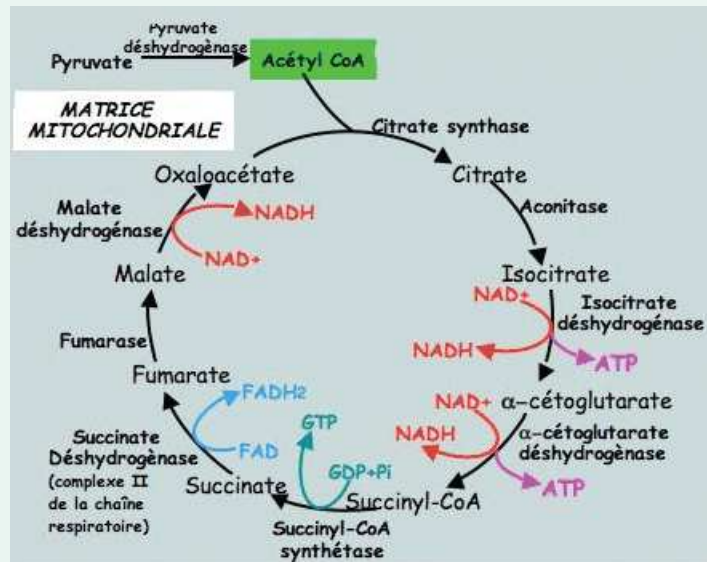 Pyruvate
déshydrogènase
Pyruvate
Acétyl CoA
MATRICE
MITOCHONDRIALE
Citrate synthase
Oxaloacétate
Citrate
Aconitase
Malate
déshydrogénase
NADH
NAD+
Malate
Isocitrate
NAD+
Isocitrate
déshydrogénase
NADH
ATP
Fumarase
Fumarate
FADH2
FAD
NAD+
α-cétoglutarate
NADH
α-cétoglutarate
déshydrogènase
ATP
GTP
GDP+Pi
Succinate
Déshydrogènase
(complexe II
de la chaîne
respiratoire)
Succinate
Succinyl-CoA
Succinyl-CoA
synthétase